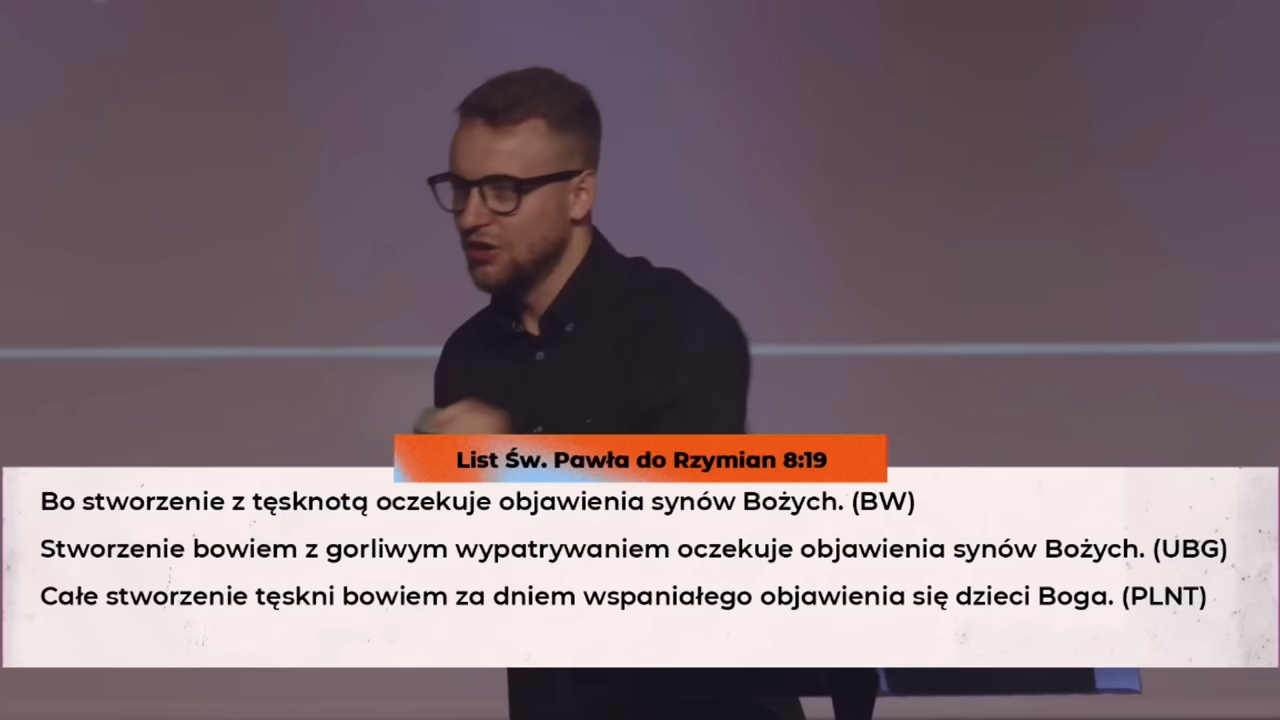 List Św. Pawła do Rzymian 8:19
Bo stworzenie z tęsknotą oczekuje objawienia synów Bożych. (BW)
Stworzenie bowiem z gorliwym wypatrywaniem oczekuje objawienia synów Bożych. (UBG)
Całe stworzenie tęskni bowiem za dniem wspaniałego objawienia się dzieci Boga. (PLNT)